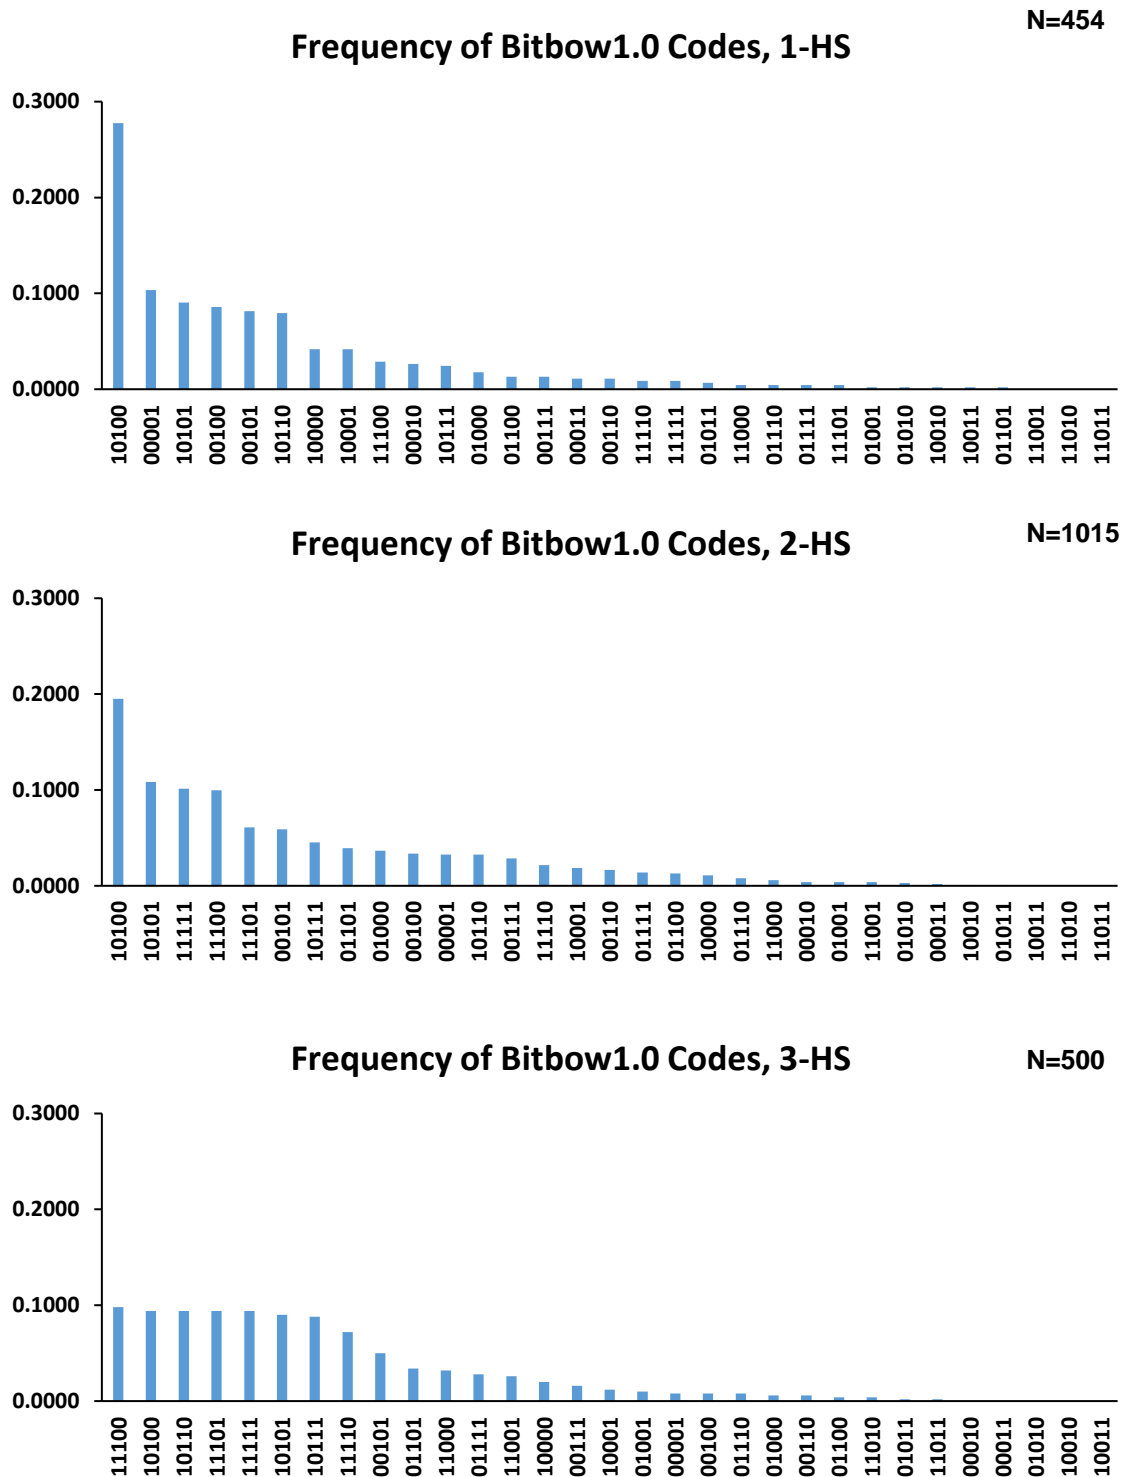 N=454
Frequency of Bitbow1.0 Codes, 1-HS
0.3000
0.2000
0.1000
0.0000
10100 00001 10101 00100 00101 10110 10000 10001 11100 00010 10111 01000 01100 00111 00011 00110 11110 11111 01011 11000 01110 01111 11101 01001 01010 10010 10011 01101 11001 11010 11011
Frequency of Bitbow1.0 Codes, 2-HS
N=1015
0.3000
0.2000
0.1000
0.0000
10100 10101 11111 11100 11101 00101 10111 01101 01000 00100 00001 10110 00111 11110 10001 00110 01111 01100 10000 01110 11000 00010 01001 11001 01010 00011 10010 01011 10011 11010 11011
Frequency of Bitbow1.0 Codes, 3-HS
N=500
0.3000
0.2000
0.1000
0.0000
11100 10100 10110 11101 11111 10101 10111 11110 00101 01101 11000 01111 11001 10000 00111 10001 01001 00001 00100 01110 01000 00110 01100 11010 01011 11011 00010 00011 01010 10010 10011